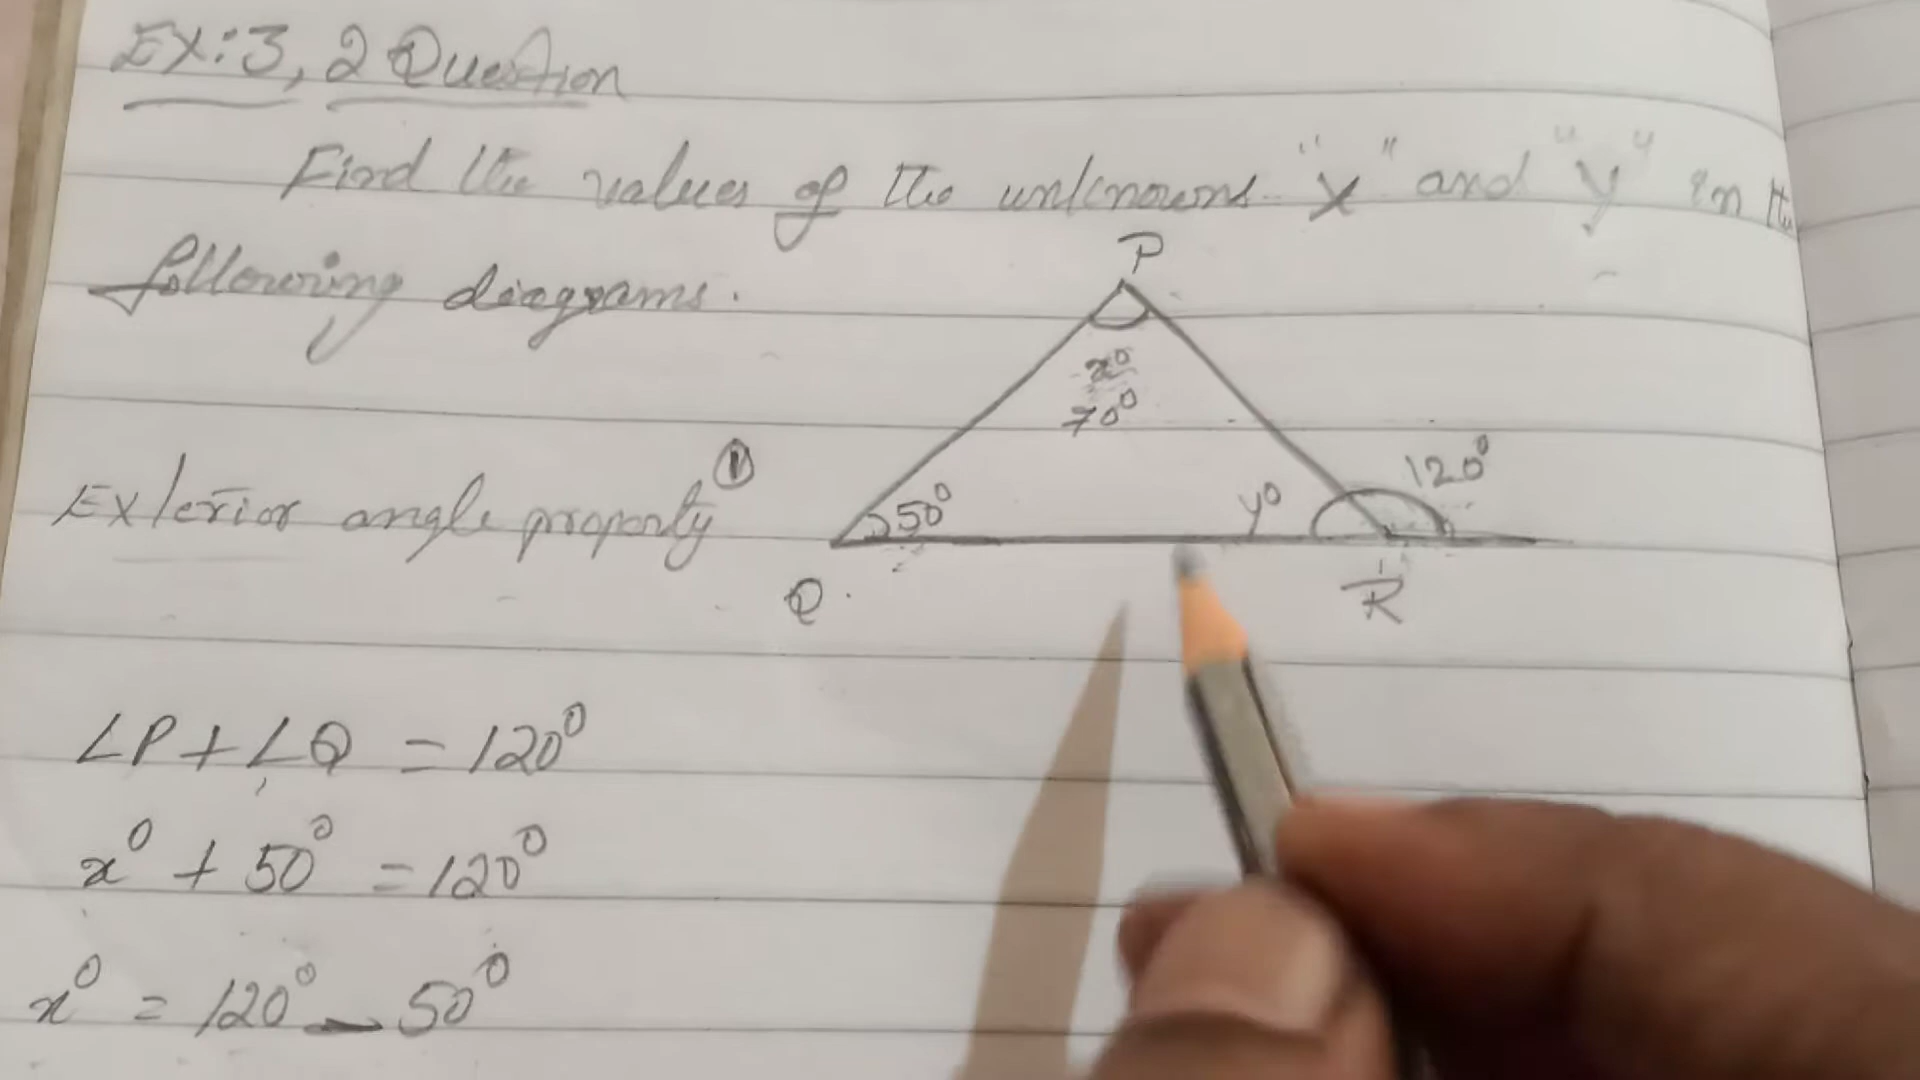 EX:3, 2 Question
Find the values of the unknowns "x" and "y" in the
following diagrams.
P
x°
70°
Exterior angle property ①
50°
y°
120°
Q
R
∠P + ∠Q = 120°
x° + 50° = 120°
x° = 120° - 50°